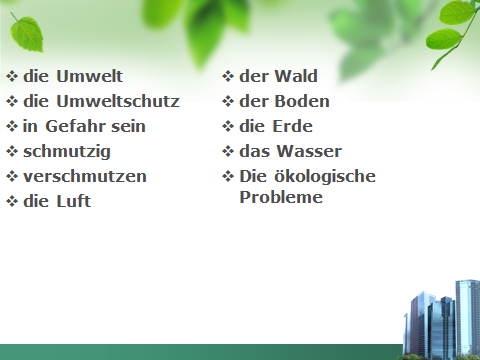 die Umwelt
die Umweltschutz
in Gefahr sein
schmutzig
verschmutzen
die Luft
der Wald
der Boden
die Erde
das Wasser
Die ökologische
Probleme